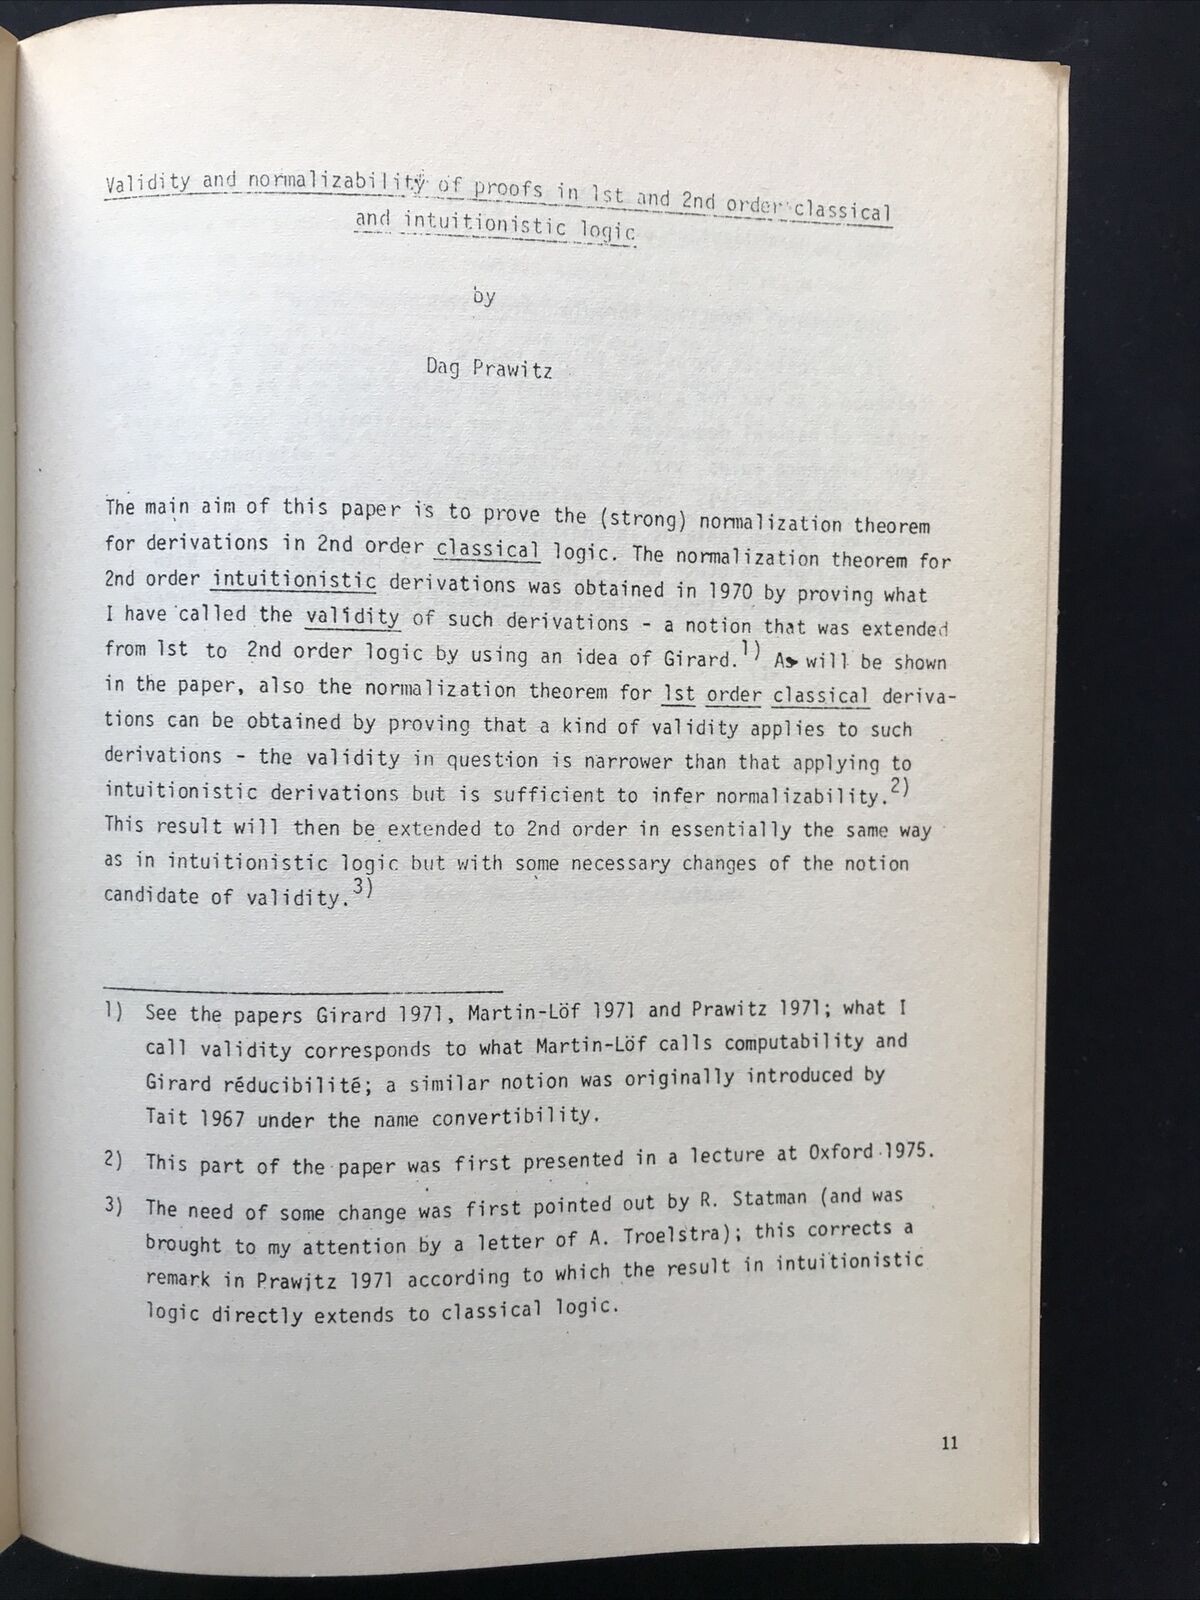 Validity and normalizability of proofs in 1st and 2nd order classical
and intuitionistic logic
by
Dag Prawitz
The main aim of this paper is to prove the (strong) normalization theorem
for derivations in 2nd order classical logic. The normalization theorem for
2nd order intuitionistic derivations was obtained in 1970 by proving what
I have called the validity of such derivations - a notion that was extended
from 1st to 2nd order logic by using an idea of Girard.1) As will be shown
in the paper, also the normalization theorem for 1st order classical deriva-
tions can be obtained by proving that a kind of validity applies to such
derivations - the validity in question is narrower than that applying to
intuitionistic derivations but is sufficient to infer normalizability.2)
This result will then be extended to 2nd order in essentially the same way
as in intuitionistic logic but with some necessary changes of the notion
candidate of validity.3)
1) See the papers Girard 1971, Martin-Löf 1971 and Prawitz 1971; what I
call validity corresponds to what Martin-Löf calls computability and
Girard réducibilité; a similar notion was originally introduced by
Tait 1967 under the name convertibility.
2) This part of the paper was first presented in a lecture at Oxford 1975.
3) The need of some change was first pointed out by R. Statman (and was
brought to my attention by a letter of A. Troelstra); this corrects a
remark in Prawitz 1971 according to which the result in intuitionistic
logic directly extends to classical logic.
11